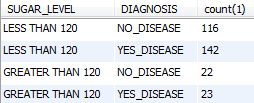 SUGAR_LEVEL DIAGNOSIS count(1)
LESS THAN 120 NO_DISEASE 116
LESS THAN 120 YES_DISEASE 142
GREATER THAN 120 NO_DISEASE 22
GREATER THAN 120 YES_DISEASE 23